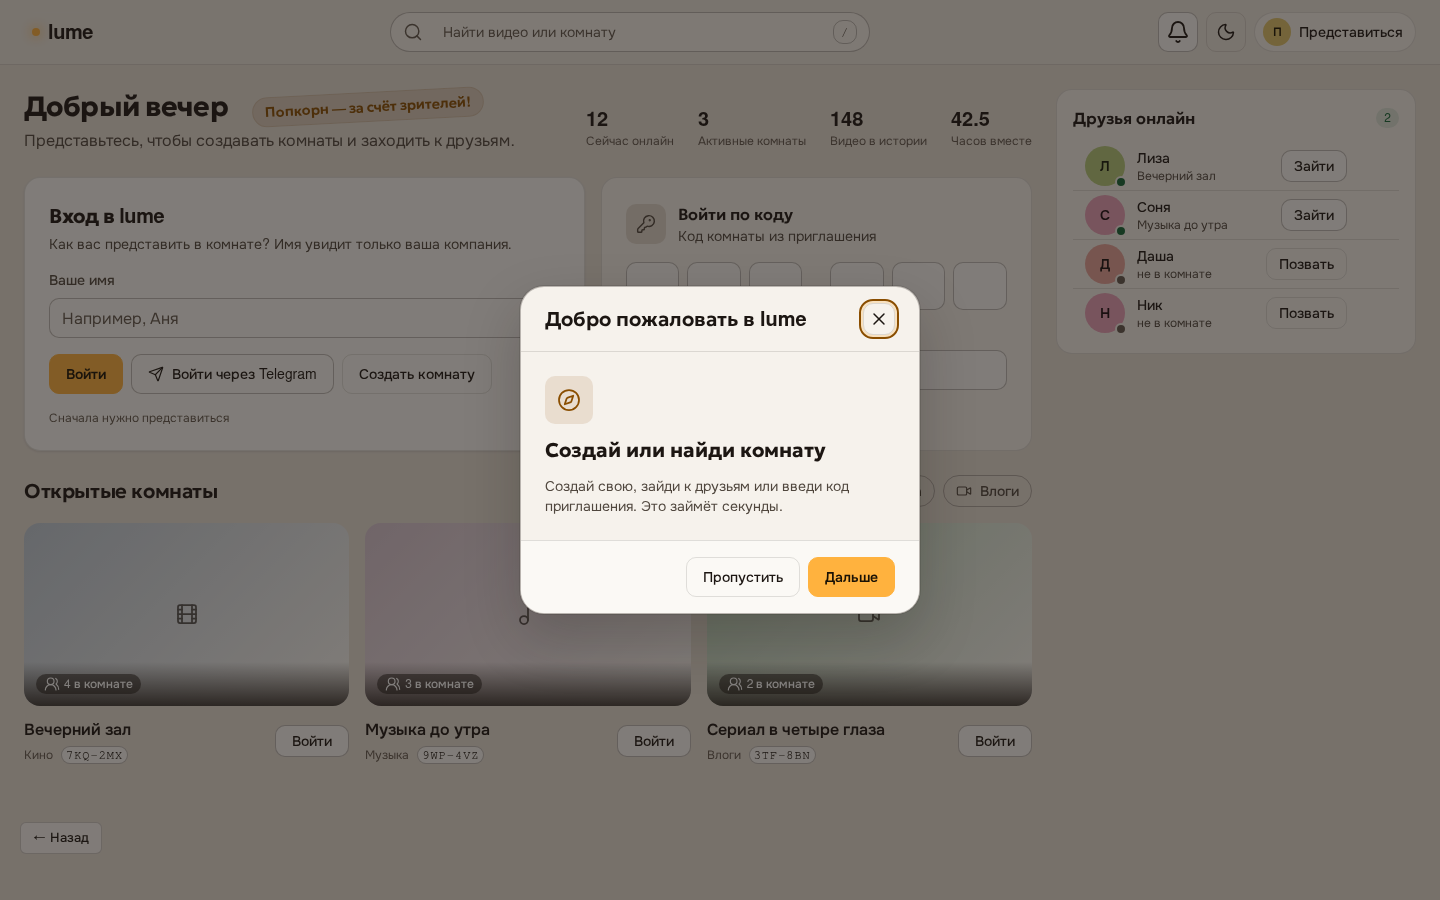 lume
Найти видео или комнату
/
П
Представиться
Добрый вечер
Попкорн — за счёт зрителей!
Представьтесь, чтобы создавать комнаты и заходить к друзьям.
12
Сейчас онлайн
3
Активные комнаты
148
Видео в истории
42.5
Часов вместе
Вход в lume
Как вас представить в комнате? Имя увидит только ваша компания.
Ваше имя
Например, Аня
Войти
Войти через Telegram
Создать комнату
Сначала нужно представиться
Войти по коду
Код комнаты из приглашения
Друзья онлайн
2
Л
Лиза
Вечерний зал
Зайти
С
Соня
Музыка до утра
Зайти
Д
Даша
не в комнате
Позвать
Н
Ник
не в комнате
Позвать
Добро пожаловать в lume
Создай или найди комнату
Создай свою, зайди к друзьям или введи код
приглашения. Это займёт секунды.
Пропустить
Дальше
Открытые комнаты
Влоги
4 в комнате
Вечерний зал
Кино
7KQ-2MX
Войти
3 в комнате
Музыка до утра
Музыка
9WP-4VZ
Войти
2 в комнате
Сериал в четыре глаза
Влоги
3TF-8BN
Войти
← Назад